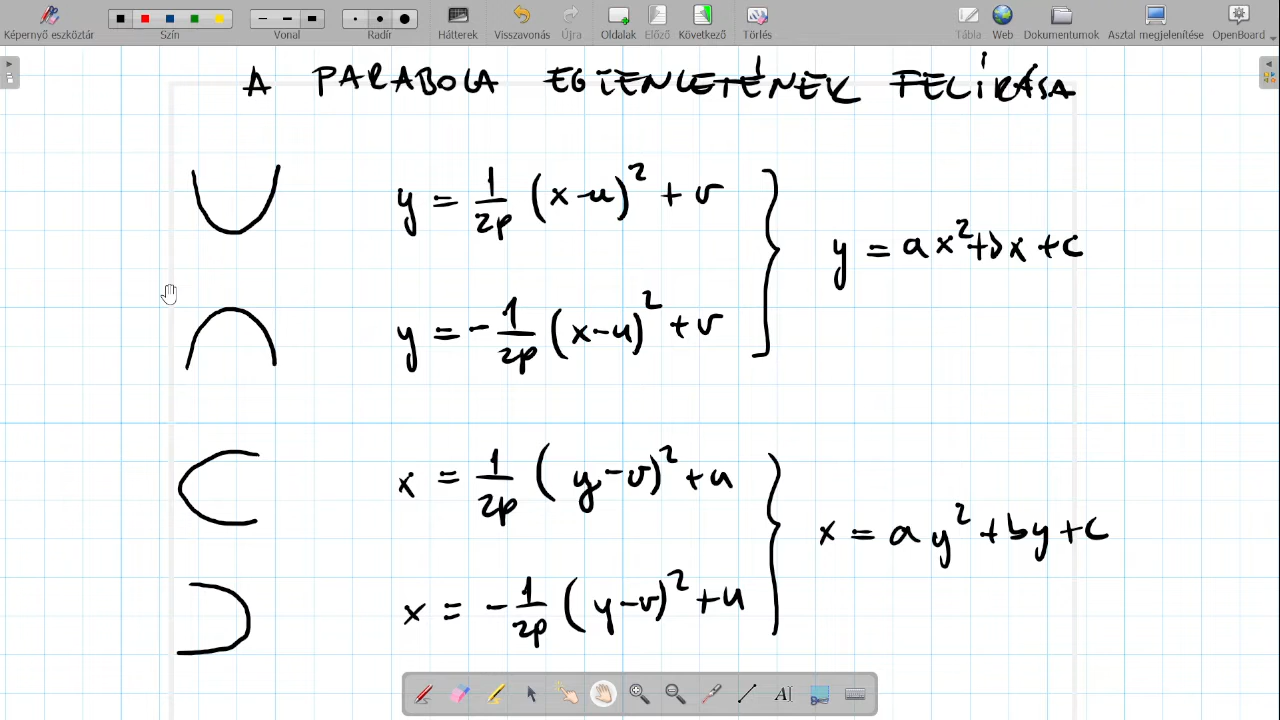 Képernyő eszköztár Szín Vonal Radír Hátterek Visszavonás Újra Oldalak Előző Következő Törlés Tábla Web Dokumentumok Asztal megjelenítése OpenBoard
A PARABOLA EGYENLETÉNEK FELÍRÁSA
y = 1/2p (x-u)² + v
y = ax²+bx+c
y = -1/2p (x-u)² + v
x = 1/2p (y-v)² + u
x = ay²+by+c
x = -1/2p (y-v)² + u